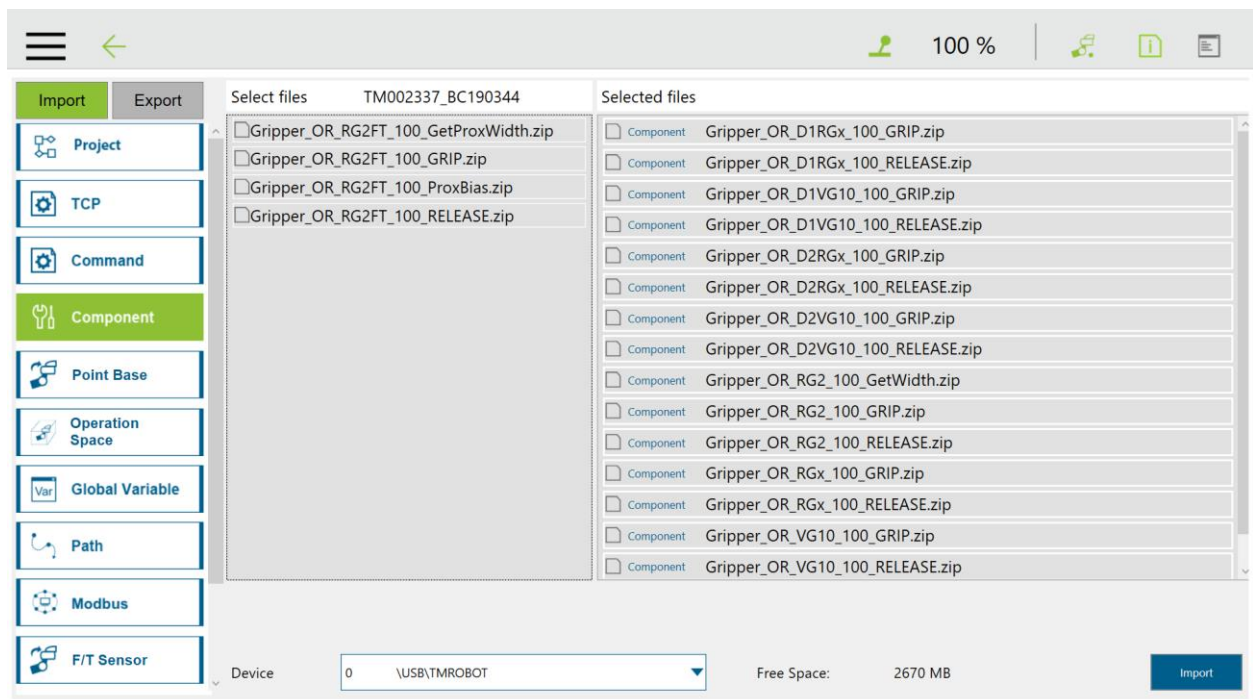 100 %
Import
Export
Project
TCP
Command
Component
Point Base
Operation
Space
Var
Global Variable
Path
Modbus
F/T Sensor
Select files
TM002337_BC190344
Gripper_OR_RG2FT_100_GetProxWidth.zip
Gripper_OR_RG2FT_100_GRIP.zip
Gripper_OR_RG2FT_100_ProxBias.zip
Gripper_OR_RG2FT_100_RELEASE.zip
Selected files
Component Gripper_OR_D1RGx_100_GRIP.zip
Component Gripper_OR_D1RGx_100_RELEASE.zip
Component Gripper_OR_D1VG10_100_GRIP.zip
Component Gripper_OR_D1VG10_100_RELEASE.zip
Component Gripper_OR_D2RGx_100_GRIP.zip
Component Gripper_OR_D2RGx_100_RELEASE.zip
Component Gripper_OR_D2VG10_100_GRIP.zip
Component Gripper_OR_D2VG10_100_RELEASE.zip
Component Gripper_OR_RG2_100_GetWidth.zip
Component Gripper_OR_RG2_100_GRIP.zip
Component Gripper_OR_RG2_100_RELEASE.zip
Component Gripper_OR_RGx_100_GRIP.zip
Component Gripper_OR_RGx_100_RELEASE.zip
Component Gripper_OR_VG10_100_GRIP.zip
Component Gripper_OR_VG10_100_RELEASE.zip
Device
0 \USB\TMROBOT
Free Space: 2670 MB
Import